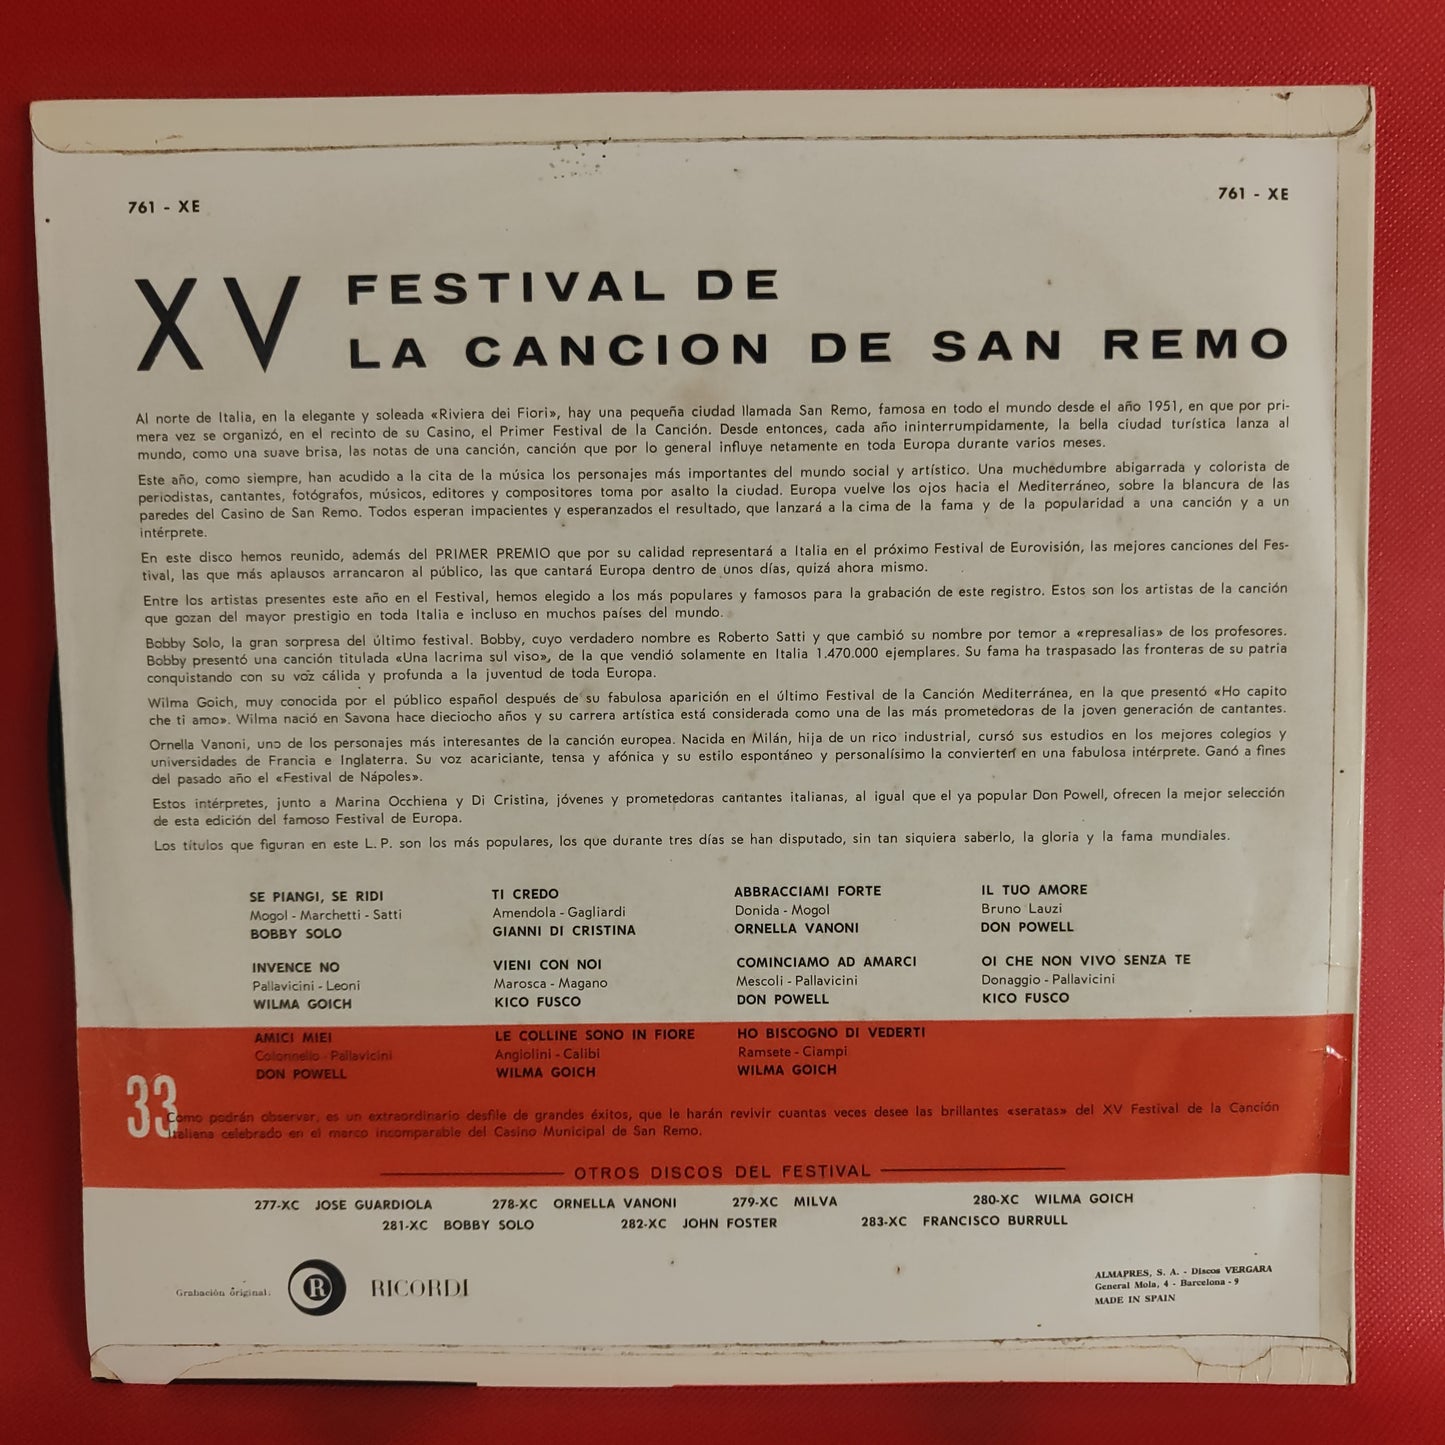 761 - XE
761 - XE
XV FESTIVAL DE
LA CANCION DE SAN REMO
Al norte de Italia, en la elegante y soleada «Riviera dei Fiori», hay una pequeña ciudad llamada San Remo, famosa en todo el mundo desde el año 1951, en que por pri-
mera vez se organizó, en el recinto de su Casino, el Primer Festival de la Canción. Desde entonces, cada año ininterrumpidamente, la bella ciudad turística lanza al
mundo, como una suave brisa, las notas de una canción, canción que por lo general influye netamente en toda Europa durante varios meses.
Este año, como siempre, han acudido a la cita de la música los personajes más importantes del mundo social y artístico. Una muchedumbre abigarrada y colorista de
periodistas, cantantes, fotógrafos, músicos, editores y compositores toma por asalto la ciudad. Europa vuelve los ojos hacia el Mediterráneo, sobre la blancura de las
paredes del Casino de San Remo. Todos esperan impacientes y esperanzados el resultado, que lanzará a la cima de la fama y de la popularidad a una canción y a un
intérprete.
En este disco hemos reunido, además del PRIMER PREMIO que por su calidad representará a Italia en el próximo Festival de Eurovisión, las mejores canciones del Fes-
tival, las que más aplausos arrancaron al público, las que cantará Europa dentro de unos días, quizá ahora mismo.
Entre los artistas presentes este año en el Festival, hemos elegido a los más populares y famosos para la grabación de este registro. Estos son los artistas de la canción
que gozan del mayor prestigio en toda Italia e incluso en muchos países del mundo.
Bobby Solo, la gran sorpresa del último festival. Bobby, cuyo verdadero nombre es Roberto Satti y que cambió su nombre por temor a «represalias» de los profesores.
Bobby presentó una canción titulada «Una lacrima sul viso», de la que vendió solamente en Italia 1.470.000 ejemplares. Su fama ha traspasado las fronteras de su patria
conquistando con su voz cálida y profunda a la juventud de toda Europa.
Wilma Goich, muy conocida por el público español después de su fabulosa aparición en el último Festival de la Canción Mediterránea, en la que presentó «Ho capito
che ti amo». Wilma nació en Savona hace dieciocho años y su carrera artística está considerada como una de las más prometedoras de la joven generación de cantantes.
Ornella Vanoni, uno de los personajes más interesantes de la canción europea. Nacida en Milán, hija de un rico industrial, cursó sus estudios en los mejores colegios y
universidades de Francia e Inglaterra. Su voz acariciante, tensa y afónica y su estilo espontáneo y personalísimo la convierten en una fabulosa intérprete. Ganó a fines
del pasado año el «Festival de Nápoles».
Estos intérpretes, junto a Marina Occhiena y Di Cristina, jóvenes y prometedoras cantantes italianas, al igual que el ya popular Don Powell, ofrecen la mejor selección
de esta edición del famoso Festival de Europa.
Los títulos que figuran en este L. P. son los más populares, los que durante tres días se han disputado, sin tan siquiera saberlo, la gloria y la fama mundiales.
SE PIANGI, SE RIDI
Mogol - Marchetti - Satti
BOBBY SOLO
TI CREDO
Amendola - Gagliardi
GIANNI DI CRISTINA
ABBRACCIAMI FORTE
Donida - Mogol
ORNELLA VANONI
IL TUO AMORE
Bruno Lauzi
DON POWELL
INVENCE NO
Pallavicini - Leoni
WILMA GOICH
VIENI CON NOI
Marosca - Magano
KICO FUSCO
COMINCIAMO AD AMARCI
Mescoli - Pallavicini
DON POWELL
OI CHE NON VIVO SENZA TE
Donaggio - Pallavicini
KICO FUSCO
AMICI MIEI
Colonnello - Pallavicini
DON POWELL
LE COLLINE SONO IN FIORE
Angiolini - Calibi
WILMA GOICH
HO BISCOGNO DI VEDERTI
Ramsete - Ciampi
WILMA GOICH
33
Como podrán observar, es un extraordinario desfile de grandes éxitos, que le harán revivir cuantas veces desee las brillantes «seratas» del XV Festival de la Canción
Italiana celebrado en el marco incomparable del Casino Municipal de San Remo.
OTROS DISCOS DEL FESTIVAL
277-XC JOSE GUARDIOLA 278-XC ORNELLA VANONI 279-XC MILVA 280-XC WILMA GOICH
281-XC BOBBY SOLO 282-XC JOHN FOSTER 283-XC FRANCISCO BURRULL
Grabación original: R RICORDI
ALMAPRES, S. A. - Discos VERGARA
General Mola, 4 - Barcelona - 9
MADE IN SPAIN